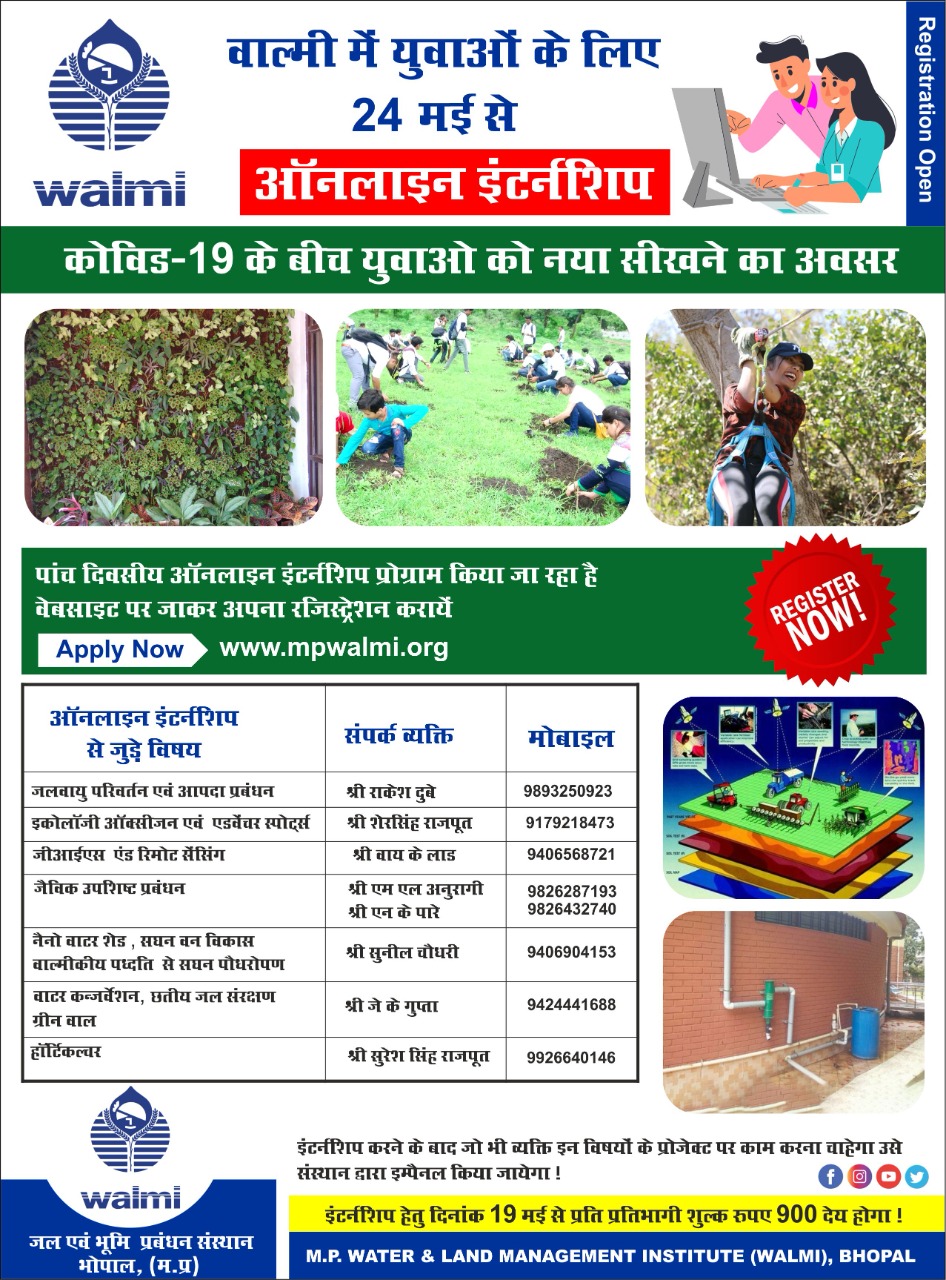 walmi
वाल्मी में युवाओं के लिए
24 मई से
ऑनलाइन इंटर्नशिप
Registration Open
कोविड-19 के बीच युवाओ को नया सीखने का अवसर
पांच दिवसीय ऑनलाइन इंटर्नशिप प्रोग्राम किया जा रहा है
वेबसाइट पर जाकर अपना रजिस्ट्रेशन करायें
Apply Now www.mpwalmi.org
REGISTER
NOW!
ऑनलाइन इंटर्नशिप
से जुड़े विषय
संपर्क व्यक्ति
मोबाइल
जलवायु परिवर्तन एवं आपदा प्रबंधन श्री राकेश दुबे 9893250923
इकोलॉजी ऑक्सीजन एवं एडवेंचर स्पोर्ट्स श्री शेरसिंह राजपूत 9179218473
जीआईएस एंड रिमोट सेंसिंग श्री वाय के लाड 9406568721
जैविक उपशिष्ट प्रबंधन श्री एम एल अनुरागी 9826287193
श्री एन के पारे 9826432740
नैनो वाटर शेड , सघन वन विकास
वाल्मीकीय पध्दति से सघन पौधरोपण
श्री सुनील चौधरी 9406904153
वाटर कन्जर्वेशन, छतीय जल संरक्षण
ग्रीन वाल
श्री जे के गुप्ता 9424441688
हॉर्टिकल्चर श्री सुरेश सिंह राजपूत 9926640146
इंटर्नशिप करने के बाद जो भी व्यक्ति इन विषयों के प्रोजेक्ट पर काम करना चाहेगा उसे
संस्थान द्वारा इम्पैनल किया जायेगा !
walmi
जल एवं भूमि प्रबंधन संस्थान
भोपाल, (म.प्र)
इंटर्नशिप हेतु दिनांक 19 मई से प्रति प्रतिभागी शुल्क रुपए 900 देय होगा !
M.P. WATER & LAND MANAGEMENT INSTITUTE (WALMI), BHOPAL